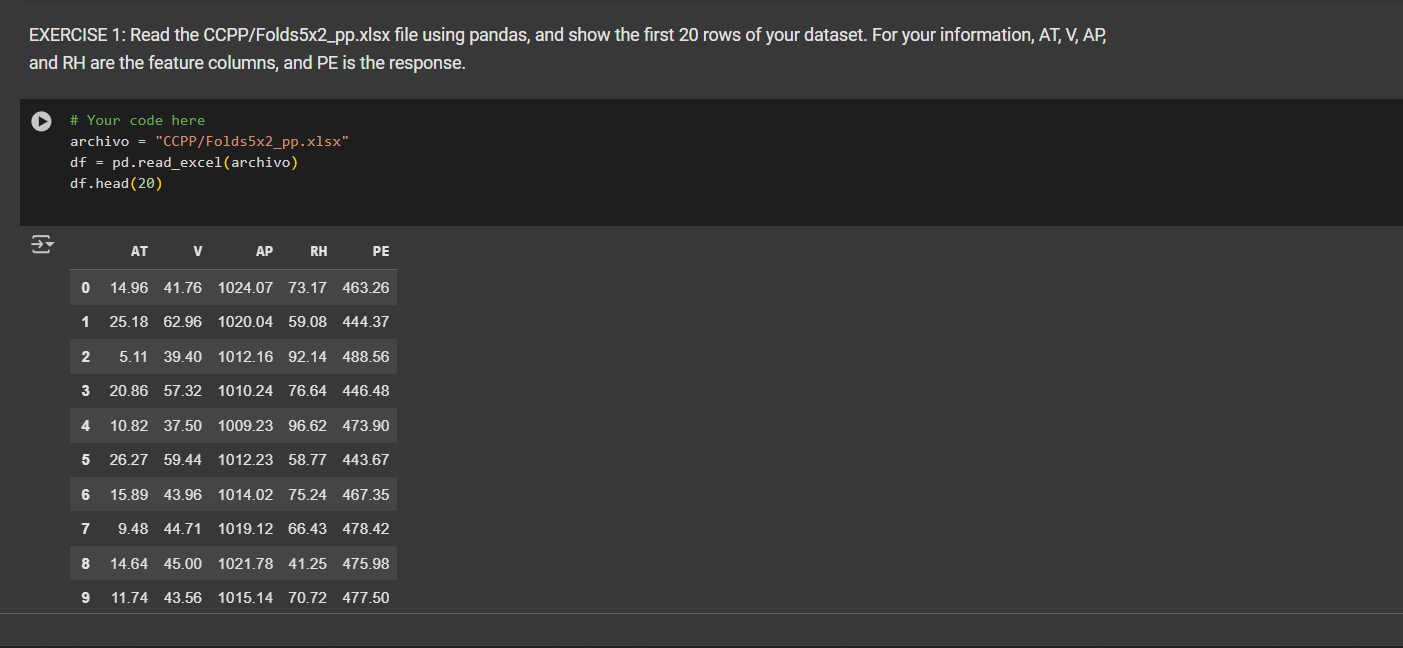 EXERCISE 1: Read the CCPP/Folds5x2_pp.xlsx file using pandas, and show the first 20 rows of your dataset. For your information, AT, V, AP,
and RH are the feature columns, and PE is the response.
# Your code here
archivo = "CCPP/Folds5x2_pp.xlsx"
df = pd.read_excel(archivo)
df.head(20)
AT V AP RH PE
0 14.96 41.76 1024.07 73.17 463.26
1 25.18 62.96 1020.04 59.08 444.37
2 5.11 39.40 1012.16 92.14 488.56
3 20.86 57.32 1010.24 76.64 446.48
4 10.82 37.50 1009.23 96.62 473.90
5 26.27 59.44 1012.23 58.77 443.67
6 15.89 43.96 1014.02 75.24 467.35
7 9.48 44.71 1019.12 66.43 478.42
8 14.64 45.00 1021.78 41.25 475.98
9 11.74 43.56 1015.14 70.72 477.50